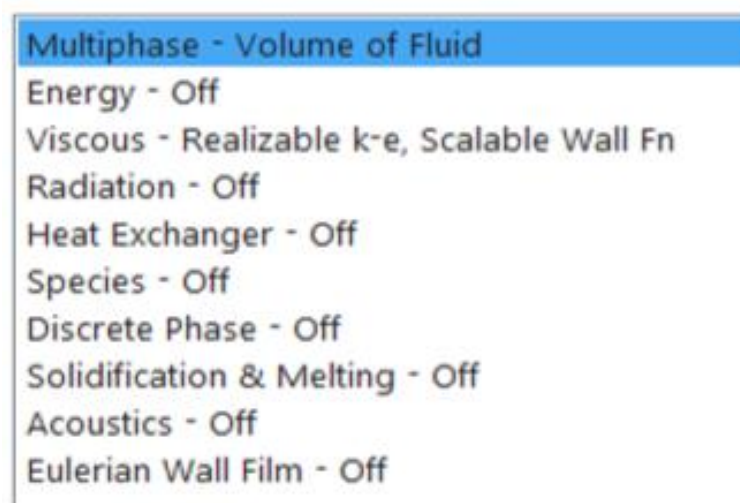 Multiphase - Volume of Fluid
Energy - Off
Viscous - Realizable k-e, Scalable Wall Fn
Radiation - Off
Heat Exchanger - Off
Species - Off
Discrete Phase - Off
Solidification & Melting - Off
Acoustics - Off
Eulerian Wall Film - Off